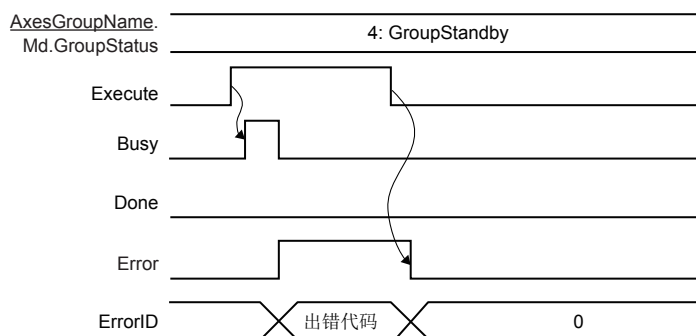 AxesGroupName.
Md.GroupStatus
4: GroupStandby
Execute
Busy
Done
Error
ErrorID
出错代码
0